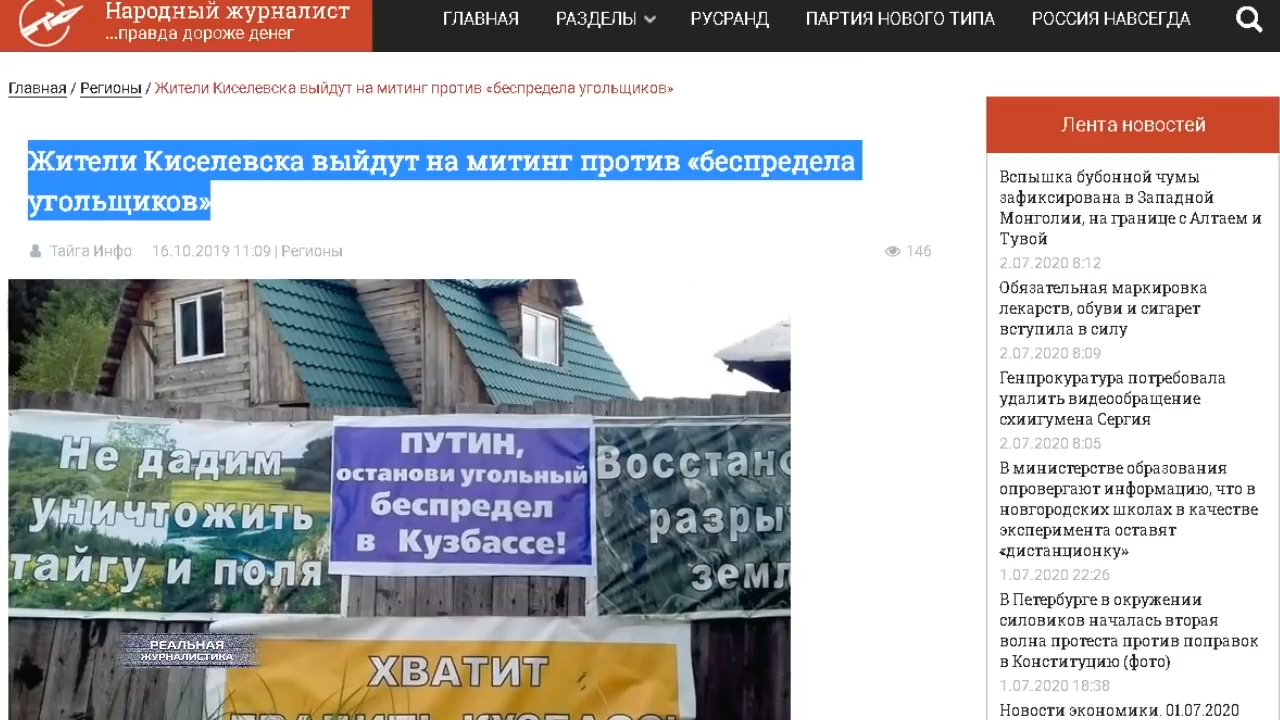 Народный журналист
...правда дороже денег
ГЛАВНАЯ РАЗДЕЛЫ РУСРАНД ПАРТИЯ НОВОГО ТИПА РОССИЯ НАВСЕГДА
Главная / Регионы / Жители Киселевска выйдут на митинг против «беспредела угольщиков»
Жители Киселевска выйдут на митинг против «беспредела
угольщиков»
Тайга Инфо 16.10.2019 11:09 | Регионы 146
Не дадим
уничтожить
тайгу и поля
ПУТИН,
останови угольный
беспредел
в Кузбассе!
РЕАЛЬНАЯ
ЖУРНАЛИСТИКА
ХВАТИТ
Лента новостей
Вспышка бубонной чумы
зафиксирована в Западной
Монголии, на границе с Алтаем и
Тувой
2.07.2020 8:12
Обязательная маркировка
лекарств, обуви и сигарет
вступила в силу
2.07.2020 8:09
Генпрокуратура потребовала
удалить видеообращение
схиигумена Сергия
2.07.2020 8:05
В министерстве образования
опровергают информацию, что в
новгородских школах в качестве
эксперимента оставят
«дистанционку»
1.07.2020 22:26
В Петербурге в окружении
силовиков началась вторая
волна протеста против поправок
в Конституцию (фото)
1.07.2020 18:38
Новости экономики. 01.07.2020